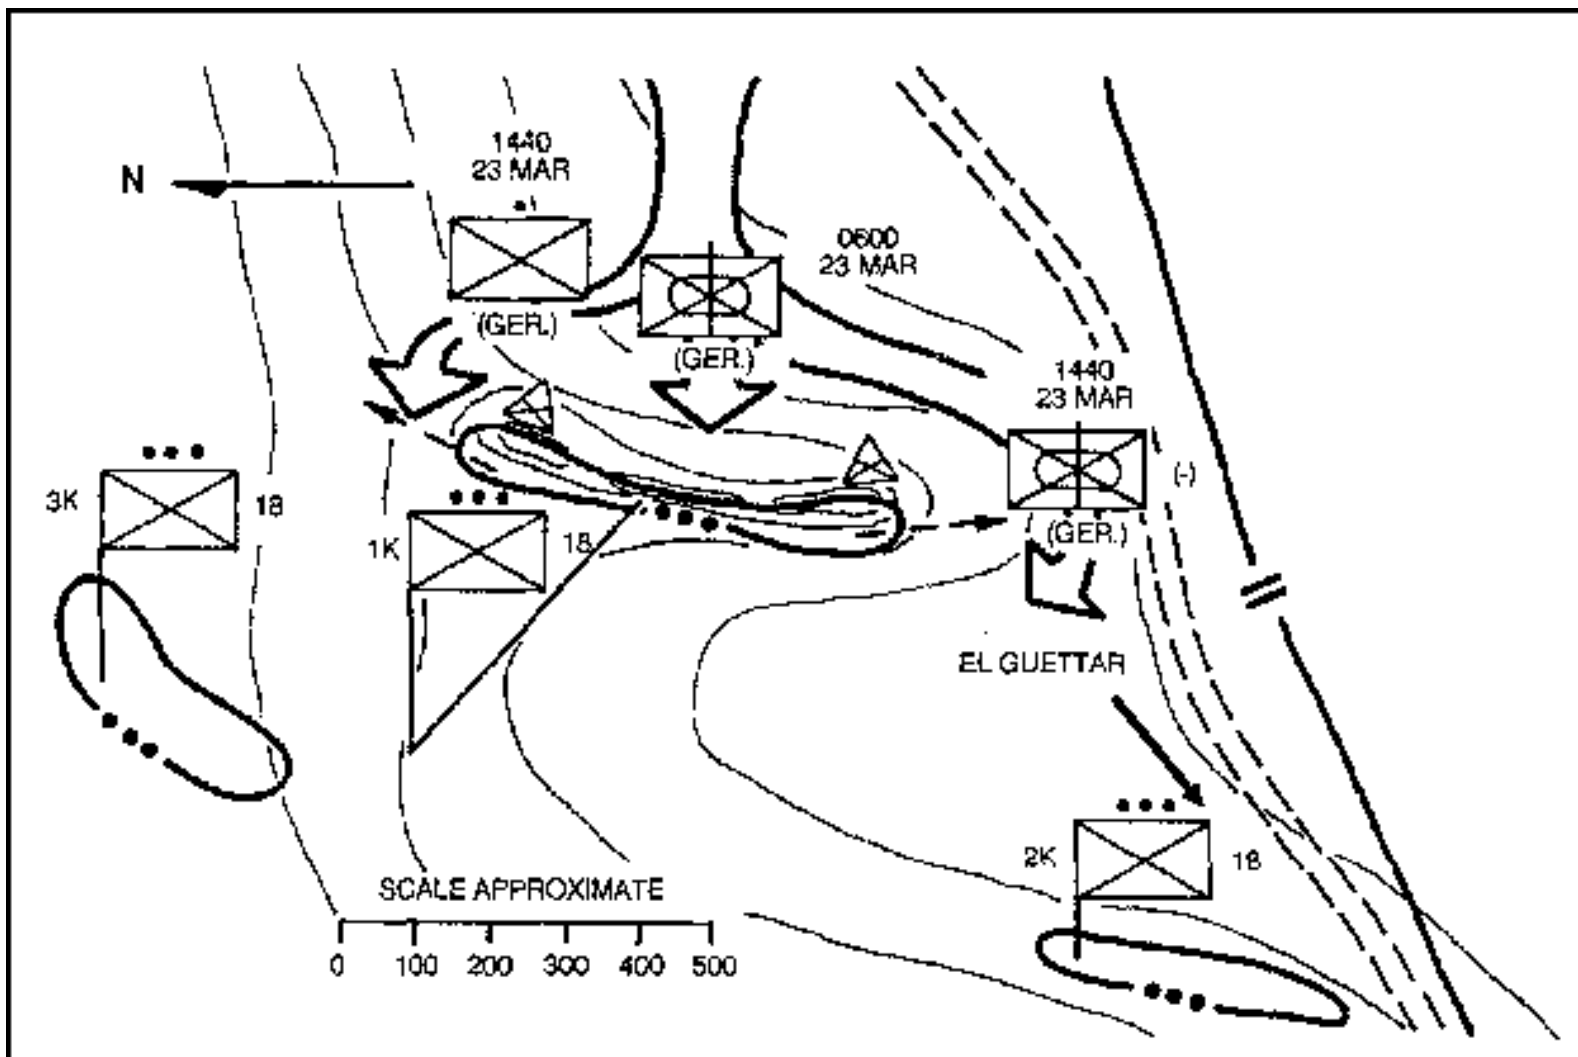 1440
23 MAR
N
0600
23 MAR
(GER.)
(GER.)
1440
23 MAR
3K
18
1K
18
(-)
(GER.)
EL GUETTAR
2K
18
SCALE APPROXIMATE
0 100 200 300 400 500